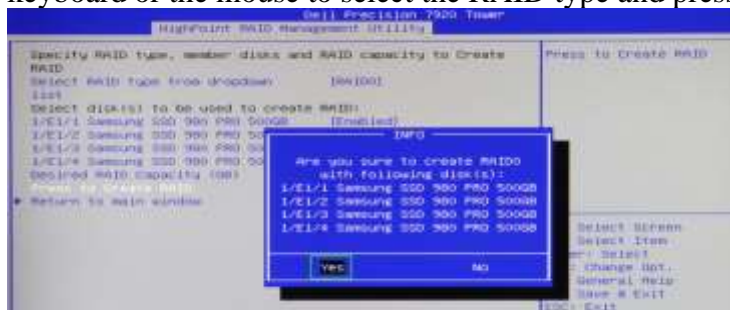 keyboard or the mouse to select the RAID type and press
Dell Precision 7920 Tower
HighPoint RAID Management Utility
Specify RAID type, member disks and RAID capacity to Create
RAID
Select RAID type from dropdown [RAID0]
list
Select disk(s) to be used to create RAID:
1/E1/1 Samsung SSD 980 PRO 500GB [Enabled]
1/E1/2 Samsung SSD 980 PRO
1/E1/3 Samsung SSD 980 PRO
1/E1/4 Samsung SSD 980 PRO
Desired RAID Capacity (GB)
Press to Create RAID
Return to main window
Press to Create RAID
INFO
Are you sure to create RAID0
with following disk(s):
1/E1/1 Samsung SSD 980 PRO 500GB
1/E1/2 Samsung SSD 980 PRO 500GB
1/E1/3 Samsung SSD 980 PRO 500GB
1/E1/4 Samsung SSD 980 PRO 500GB
Yes No
Select Screen
Select Item
Select
Change Opt.
General Help
Save & Exit
ESC: Exit